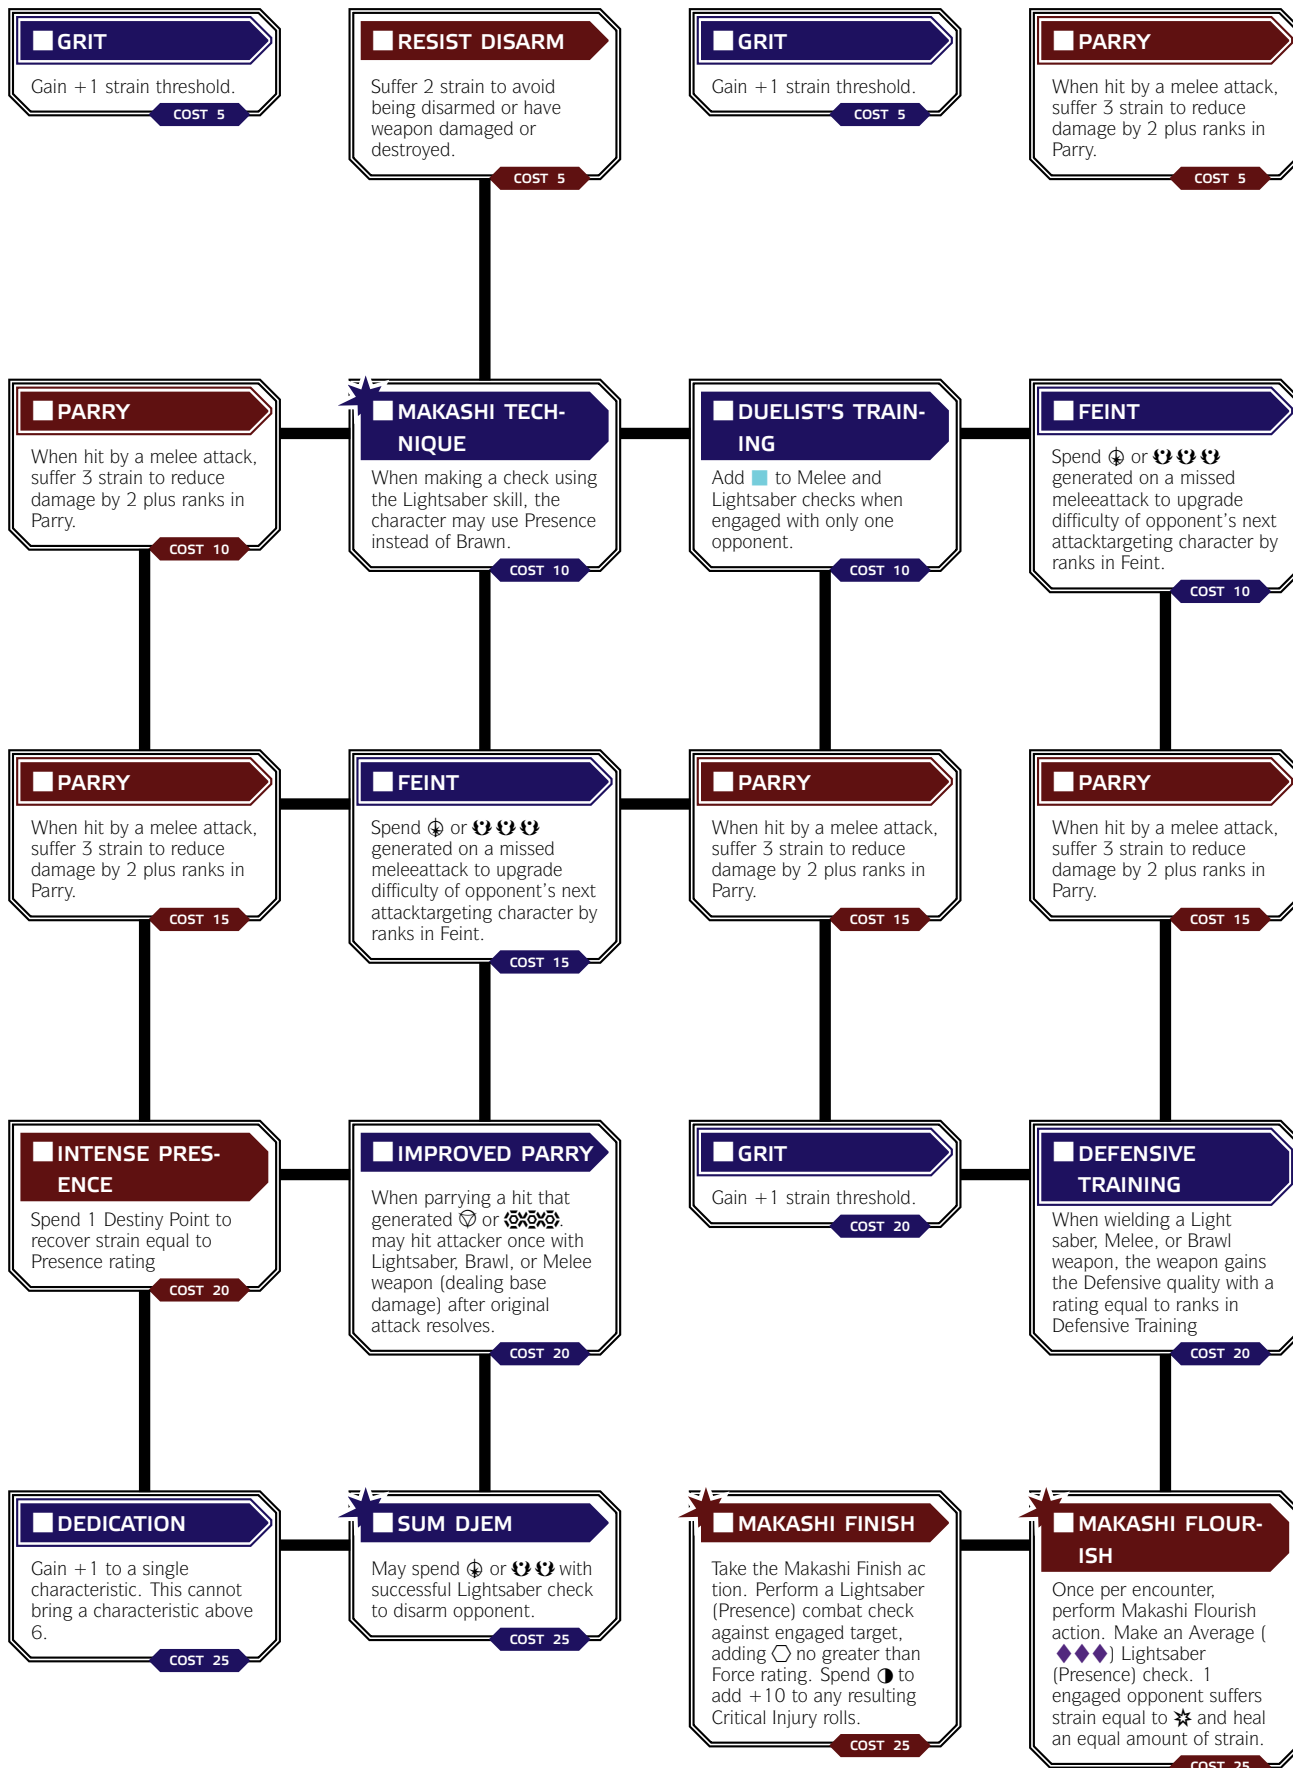 GRIT
Gain +1 strain threshold.
COST 5
RESIST DISARM
Suffer 2 strain to avoid
being disarmed or have
weapon damaged or
destroyed.
COST 5
GRIT
Gain +1 strain threshold.
COST 5
PARRY
When hit by a melee attack,
suffer 3 strain to reduce
damage by 2 plus ranks in
Parry.
COST 5
PARRY
When hit by a melee attack,
suffer 3 strain to reduce
damage by 2 plus ranks in
Parry.
COST 10
MAKASHI TECH-
NIQUE
When making a check using
the Lightsaber skill, the
character may use Presence
instead of Brawn.
COST 10
DUELIST'S TRAIN-
ING
Add to Melee and
Lightsaber checks when
engaged with only one
opponent.
COST 10
FEINT
Spend or
generated on a missed
meleeattack to upgrade
difficulty of opponent's next
attacktargeting character by
ranks in Feint.
COST 10
PARRY
When hit by a melee attack,
suffer 3 strain to reduce
damage by 2 plus ranks in
Parry.
COST 15
FEINT
Spend or
generated on a missed
meleeattack to upgrade
difficulty of opponent's next
attacktargeting character by
ranks in Feint.
COST 15
PARRY
When hit by a melee attack,
suffer 3 strain to reduce
damage by 2 plus ranks in
Parry.
COST 15
PARRY
When hit by a melee attack,
suffer 3 strain to reduce
damage by 2 plus ranks in
Parry.
COST 15
INTENSE PRES-
ENCE
Spend 1 Destiny Point to
recover strain equal to
Presence rating
COST 20
IMPROVED PARRY
When parrying a hit that
generated or .
may hit attacker once with
Lightsaber, Brawl, or Melee
weapon (dealing base
damage) after original
attack resolves.
COST 20
GRIT
Gain +1 strain threshold.
COST 20
DEFENSIVE
TRAINING
When wielding a Light
saber, Melee, or Brawl
weapon, the weapon gains
the Defensive quality with a
rating equal to ranks in
Defensive Training
COST 20
DEDICATION
Gain +1 to a single
characteristic. This cannot
bring a characteristic above
6.
COST 25
SUM DJEM
May spend or with
successful Lightsaber check
to disarm opponent.
COST 25
MAKASHI FINISH
Take the Makashi Finish ac
tion. Perform a Lightsaber
(Presence) combat check
against engaged target,
adding no greater than
Force rating. Spend to
add +10 to any resulting
Critical Injury rolls.
COST 25
MAKASHI FLOUR-
ISH
Once per encounter,
perform Makashi Flourish
action. Make an Average (
) Lightsaber
(Presence) check. 1
engaged opponent suffers
strain equal to and heal
an equal amount of strain.
COST 25